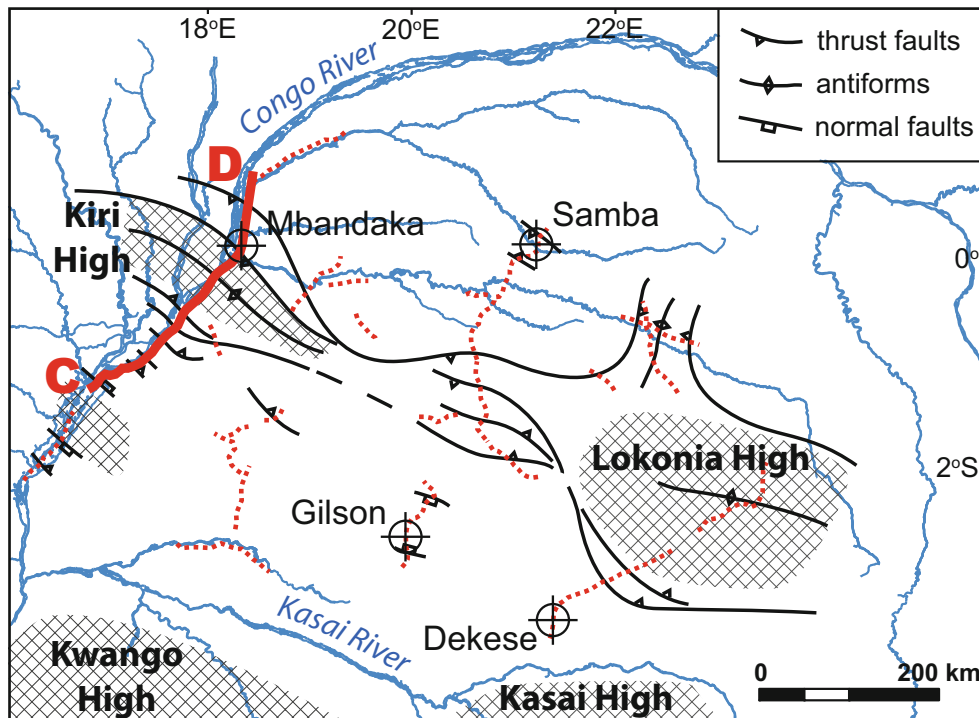 18°E
20°E
22°E
thrust faults
antiforms
normal faults
Congo River
D
Kiri
High
Mbandaka
Samba
0°
C
Lokonia High
2°S
Gilson
Kasai River
Dekese
Kwango
High
Kasai High
0
200 km